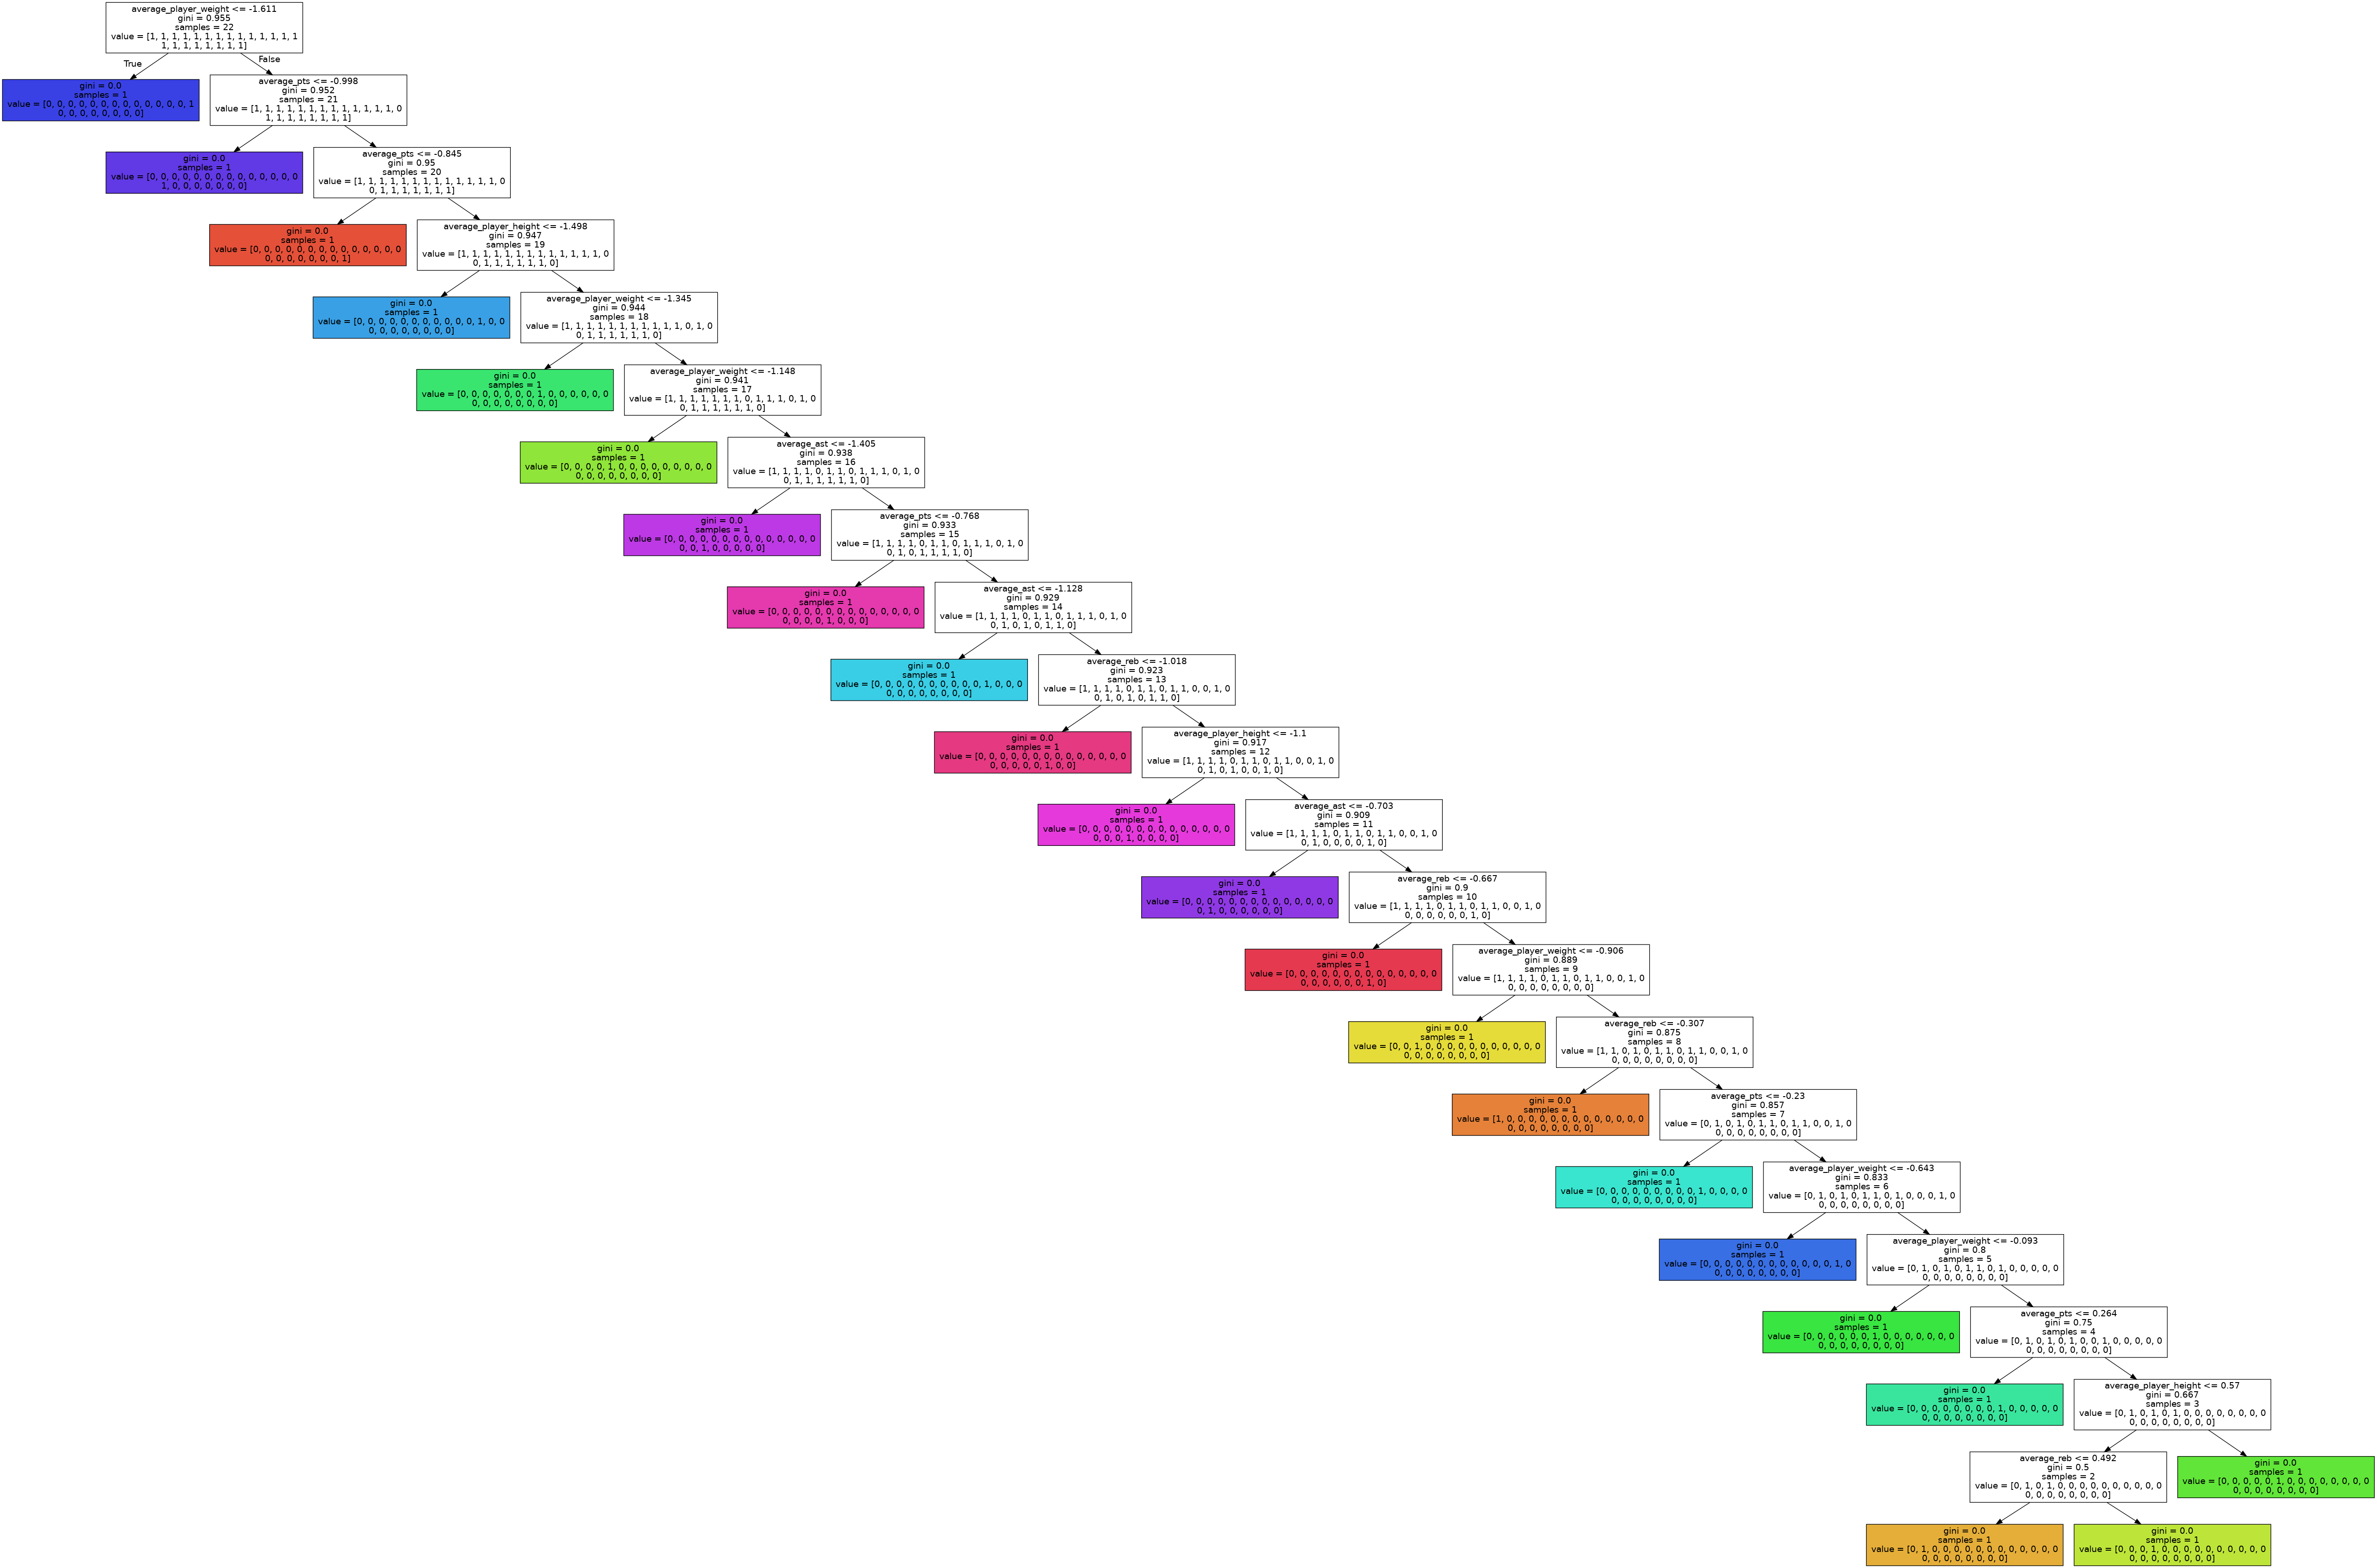 average_player_weight <= -1.611
gini = 0.955
samples = 22
value = [1, 1, 1, 1, 1, 1, 1, 1, 1, 1, 1, 1, 1, 1
1, 1, 1, 1, 1, 1, 1, 1]
True
False
gini = 0.0
samples = 1
value = [0, 0, 0, 0, 0, 0, 0, 0, 0, 0, 0, 0, 0, 1
0, 0, 0, 0, 0, 0, 0, 0]
average_pts <= -0.998
gini = 0.952
samples = 21
value = [1, 1, 1, 1, 1, 1, 1, 1, 1, 1, 1, 1, 1, 0
1, 1, 1, 1, 1, 1, 1, 1]
gini = 0.0
samples = 1
value = [0, 0, 0, 0, 0, 0, 0, 0, 0, 0, 0, 0, 0, 0
1, 0, 0, 0, 0, 0, 0, 0]
average_pts <= -0.845
gini = 0.95
samples = 20
value = [1, 1, 1, 1, 1, 1, 1, 1, 1, 1, 1, 1, 1, 0
0, 1, 1, 1, 1, 1, 1, 1]
gini = 0.0
samples = 1
value = [0, 0, 0, 0, 0, 0, 0, 0, 0, 0, 0, 0, 0, 0
0, 0, 0, 0, 0, 0, 0, 1]
average_player_height <= -1.498
gini = 0.947
samples = 19
value = [1, 1, 1, 1, 1, 1, 1, 1, 1, 1, 1, 1, 1, 0
0, 1, 1, 1, 1, 1, 1, 0]
gini = 0.0
samples = 1
value = [0, 0, 0, 0, 0, 0, 0, 0, 0, 0, 0, 1, 0, 0
0, 0, 0, 0, 0, 0, 0, 0]
average_player_weight <= -1.345
gini = 0.944
samples = 18
value = [1, 1, 1, 1, 1, 1, 1, 1, 1, 1, 1, 0, 1, 0
0, 1, 1, 1, 1, 1, 1, 0]
gini = 0.0
samples = 1
value = [0, 0, 0, 0, 0, 0, 0, 1, 0, 0, 0, 0, 0, 0
0, 0, 0, 0, 0, 0, 0, 0]
average_player_weight <= -1.148
gini = 0.941
samples = 17
value = [1, 1, 1, 1, 1, 1, 1, 0, 1, 1, 1, 0, 1, 0
0, 1, 1, 1, 1, 1, 1, 0]
gini = 0.0
samples = 1
value = [0, 0, 0, 0, 1, 0, 0, 0, 0, 0, 0, 0, 0, 0
0, 0, 0, 0, 0, 0, 0, 0]
average_ast <= -1.405
gini = 0.938
samples = 16
value = [1, 1, 1, 1, 0, 1, 1, 0, 1, 1, 1, 0, 1, 0
0, 1, 1, 1, 1, 1, 1, 0]
gini = 0.0
samples = 1
value = [0, 0, 0, 0, 0, 0, 0, 0, 0, 0, 0, 0, 0, 0
0, 0, 1, 0, 0, 0, 0, 0]
average_pts <= -0.768
gini = 0.933
samples = 15
value = [1, 1, 1, 1, 0, 1, 1, 0, 1, 1, 1, 0, 1, 0
0, 1, 0, 1, 1, 1, 1, 0]
gini = 0.0
samples = 1
value = [0, 0, 0, 0, 0, 0, 0, 0, 0, 0, 0, 0, 0, 0
0, 0, 0, 0, 1, 0, 0, 0]
average_ast <= -1.128
gini = 0.929
samples = 14
value = [1, 1, 1, 1, 0, 1, 1, 0, 1, 1, 1, 0, 1, 0
0, 1, 0, 1, 0, 1, 1, 0]
gini = 0.0
samples = 1
value = [0, 0, 0, 0, 0, 0, 0, 0, 0, 0, 1, 0, 0, 0
0, 0, 0, 0, 0, 0, 0, 0]
average_reb <= -1.018
gini = 0.923
samples = 13
value = [1, 1, 1, 1, 0, 1, 1, 0, 1, 1, 0, 0, 1, 0
0, 1, 0, 1, 0, 1, 1, 0]
gini = 0.0
samples = 1
value = [0, 0, 0, 0, 0, 0, 0, 0, 0, 0, 0, 0, 0, 0
0, 0, 0, 0, 0, 1, 0, 0]
average_player_height <= -1.1
gini = 0.917
samples = 12
value = [1, 1, 1, 1, 0, 1, 1, 0, 1, 1, 0, 0, 1, 0
0, 1, 0, 1, 0, 0, 1, 0]
gini = 0.0
samples = 1
value = [0, 0, 0, 0, 0, 0, 0, 0, 0, 0, 0, 0, 0, 0
0, 0, 0, 1, 0, 0, 0, 0]
average_ast <= -0.703
gini = 0.909
samples = 11
value = [1, 1, 1, 1, 0, 1, 1, 0, 1, 1, 0, 0, 1, 0
0, 1, 0, 0, 0, 0, 1, 0]
gini = 0.0
samples = 1
value = [0, 0, 0, 0, 0, 0, 0, 0, 0, 0, 0, 0, 0, 0
0, 1, 0, 0, 0, 0, 0, 0]
average_reb <= -0.667
gini = 0.9
samples = 10
value = [1, 1, 1, 1, 0, 1, 1, 0, 1, 1, 0, 0, 1, 0
0, 0, 0, 0, 0, 0, 1, 0]
gini = 0.0
samples = 1
value = [0, 0, 0, 0, 0, 0, 0, 0, 0, 0, 0, 0, 0, 0
0, 0, 0, 0, 0, 0, 1, 0]
average_player_weight <= -0.906
gini = 0.889
samples = 9
value = [1, 1, 1, 1, 0, 1, 1, 0, 1, 1, 0, 0, 1, 0
0, 0, 0, 0, 0, 0, 0, 0]
gini = 0.0
samples = 1
value = [0, 0, 1, 0, 0, 0, 0, 0, 0, 0, 0, 0, 0, 0
0, 0, 0, 0, 0, 0, 0, 0]
average_reb <= -0.307
gini = 0.875
samples = 8
value = [1, 1, 0, 1, 0, 1, 1, 0, 1, 1, 0, 0, 1, 0
0, 0, 0, 0, 0, 0, 0, 0]
gini = 0.0
samples = 1
value = [1, 0, 0, 0, 0, 0, 0, 0, 0, 0, 0, 0, 0, 0
0, 0, 0, 0, 0, 0, 0, 0]
average_pts <= -0.23
gini = 0.857
samples = 7
value = [0, 1, 0, 1, 0, 1, 1, 0, 1, 1, 0, 0, 1, 0
0, 0, 0, 0, 0, 0, 0, 0]
gini = 0.0
samples = 1
value = [0, 0, 0, 0, 0, 0, 0, 0, 0, 1, 0, 0, 0, 0
0, 0, 0, 0, 0, 0, 0, 0]
average_player_weight <= -0.643
gini = 0.833
samples = 6
value = [0, 1, 0, 1, 0, 1, 1, 0, 1, 0, 0, 0, 1, 0
0, 0, 0, 0, 0, 0, 0, 0]
gini = 0.0
samples = 1
value = [0, 0, 0, 0, 0, 0, 0, 0, 0, 0, 0, 0, 1, 0
0, 0, 0, 0, 0, 0, 0, 0]
average_player_weight <= -0.093
gini = 0.8
samples = 5
value = [0, 1, 0, 1, 0, 1, 1, 0, 1, 0, 0, 0, 0, 0
0, 0, 0, 0, 0, 0, 0, 0]
gini = 0.0
samples = 1
value = [0, 0, 0, 0, 0, 0, 1, 0, 0, 0, 0, 0, 0, 0
0, 0, 0, 0, 0, 0, 0, 0]
average_pts <= 0.264
gini = 0.75
samples = 4
value = [0, 1, 0, 1, 0, 1, 0, 0, 1, 0, 0, 0, 0, 0
0, 0, 0, 0, 0, 0, 0, 0]
gini = 0.0
samples = 1
value = [0, 0, 0, 0, 0, 0, 0, 0, 1, 0, 0, 0, 0, 0
0, 0, 0, 0, 0, 0, 0, 0]
average_player_height <= 0.57
gini = 0.667
samples = 3
value = [0, 1, 0, 1, 0, 1, 0, 0, 0, 0, 0, 0, 0, 0
0, 0, 0, 0, 0, 0, 0, 0]
average_reb <= 0.492
gini = 0.5
samples = 2
value = [0, 1, 0, 1, 0, 0, 0, 0, 0, 0, 0, 0, 0, 0
0, 0, 0, 0, 0, 0, 0, 0]
gini = 0.0
samples = 1
value = [0, 0, 0, 0, 0, 1, 0, 0, 0, 0, 0, 0, 0, 0
0, 0, 0, 0, 0, 0, 0, 0]
gini = 0.0
samples = 1
value = [0, 1, 0, 0, 0, 0, 0, 0, 0, 0, 0, 0, 0, 0
0, 0, 0, 0, 0, 0, 0, 0]
gini = 0.0
samples = 1
value = [0, 0, 0, 1, 0, 0, 0, 0, 0, 0, 0, 0, 0, 0
0, 0, 0, 0, 0, 0, 0, 0]